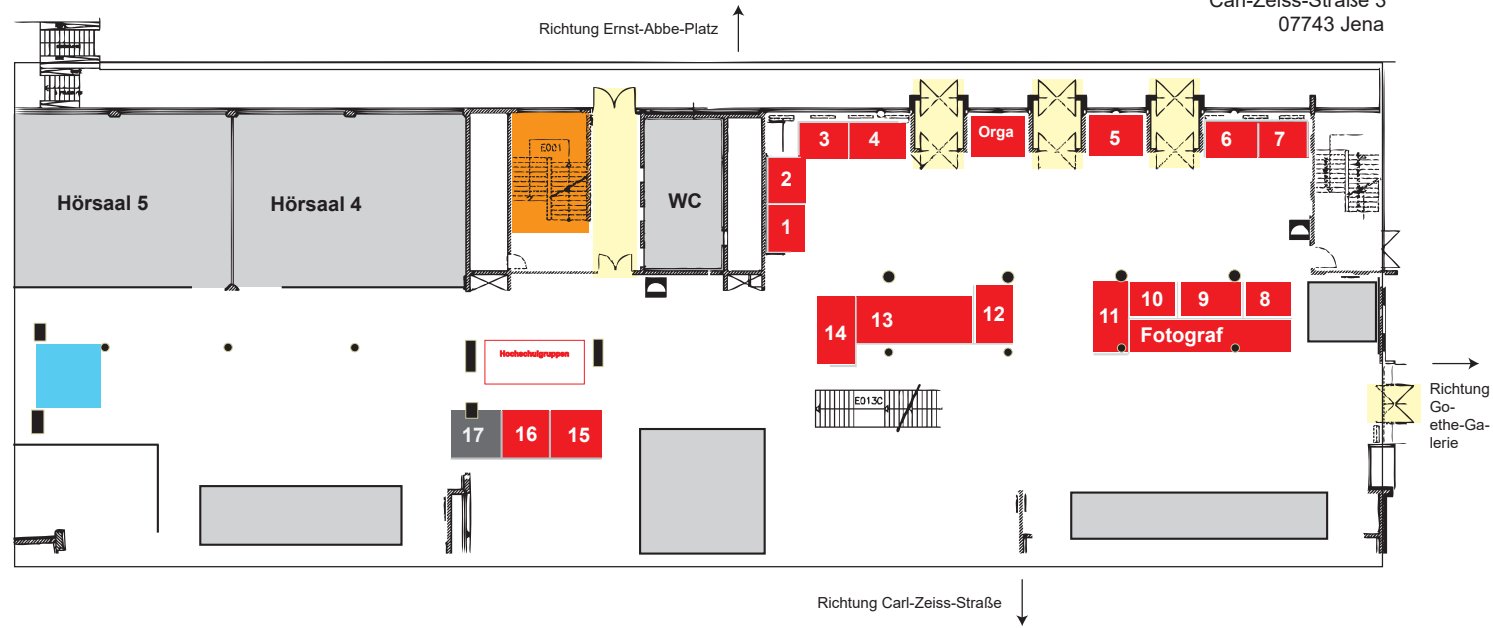 Carl-Zeiss-Straße 3
07743 Jena
Richtung Ernst-Abbe-Platz
3
4
Orga
5
6
7
E001
Hörsaal 5
Hörsaal 4
WC
2
1
14
13
12
11
10
9
8
Fotograf
Hochschulgruppen
E013C
Richtung
Go-
ethe-Ga-
lerie
17
16
15
Richtung Carl-Zeiss-Straße